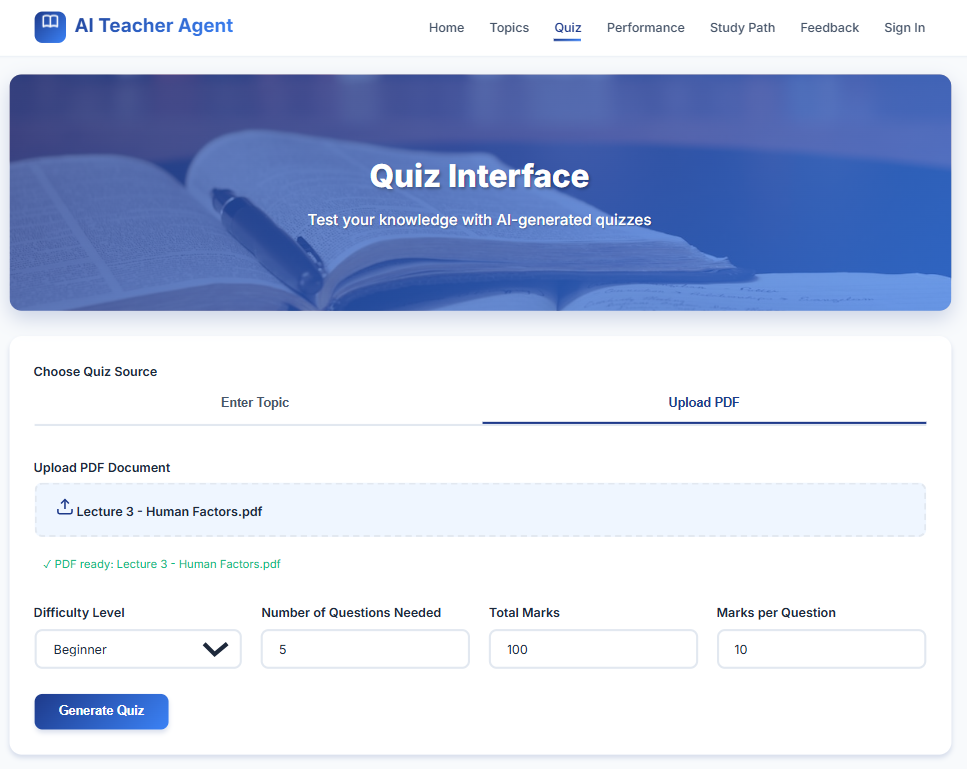 AI Teacher Agent
Home Topics Quiz Performance Study Path Feedback Sign In
Quiz Interface
Test your knowledge with AI-generated quizzes
Choose Quiz Source
Enter Topic Upload PDF
Upload PDF Document
Lecture 3 - Human Factors.pdf
✓ PDF ready: Lecture 3 - Human Factors.pdf
Difficulty Level Number of Questions Needed Total Marks Marks per Question
Beginner 5 100 10
Generate Quiz